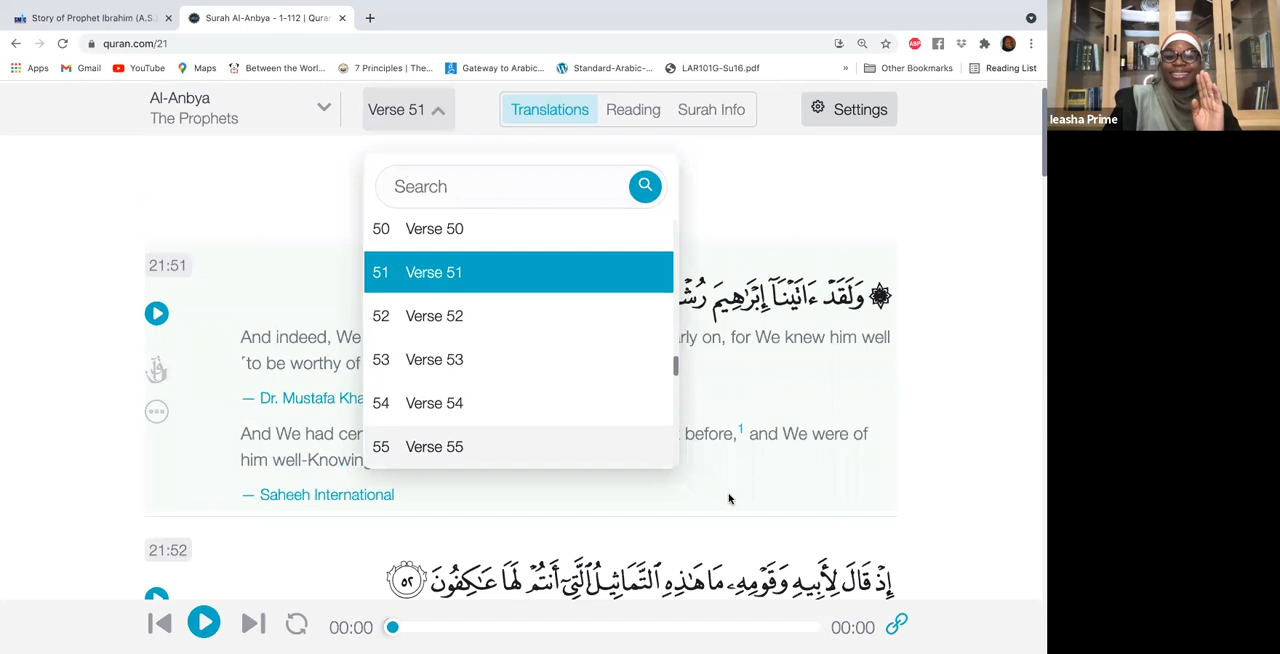 Story of Prophet Ibrahim (A.S.
Surah Al-Anbya - 1-112 | Qura
quran.com/21
ABP
Apps
Gmail
YouTube
Maps
Between the Worl...
7 Principles | The...
Gateway to Arabic...
Standard-Arabic-...
LAR101G-Su16.pdf
»
Other Bookmarks
Reading List
Al-Anbya
The Prophets
Verse 51
Translations
Reading
Surah Info
Settings
Ieasha Prime
Search
50 Verse 50
51 Verse 51
52 Verse 52
53 Verse 53
54 Verse 54
55 Verse 55
21:51
وَلَقَدْ ءَاتَيْنَآ إِبْرَٰهِيمَ
And indeed, We
on, for We knew him well
˹to be worthy of
— Dr. Mustafa
And We had
before,1 and We were of
him well-Knowing
— Saheeh International
21:52
إِذْ قَالَ لِأَبِيهِ وَقَوْمِهِۦ مَا هَٰذِهِ ٱلتَّمَاثِيلُ ٱلَّتِىٓ أَنتُمْ لَهَا عَٰكِفُونَ ٥٢
00:00
00:00